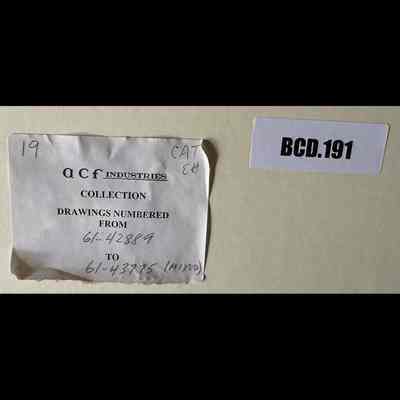 19
CAT
EH
acf INDUSTRIES
COLLECTION
DRAWINGS NUMBERED
FROM
61-42889
TO
61-43775
BCD.191